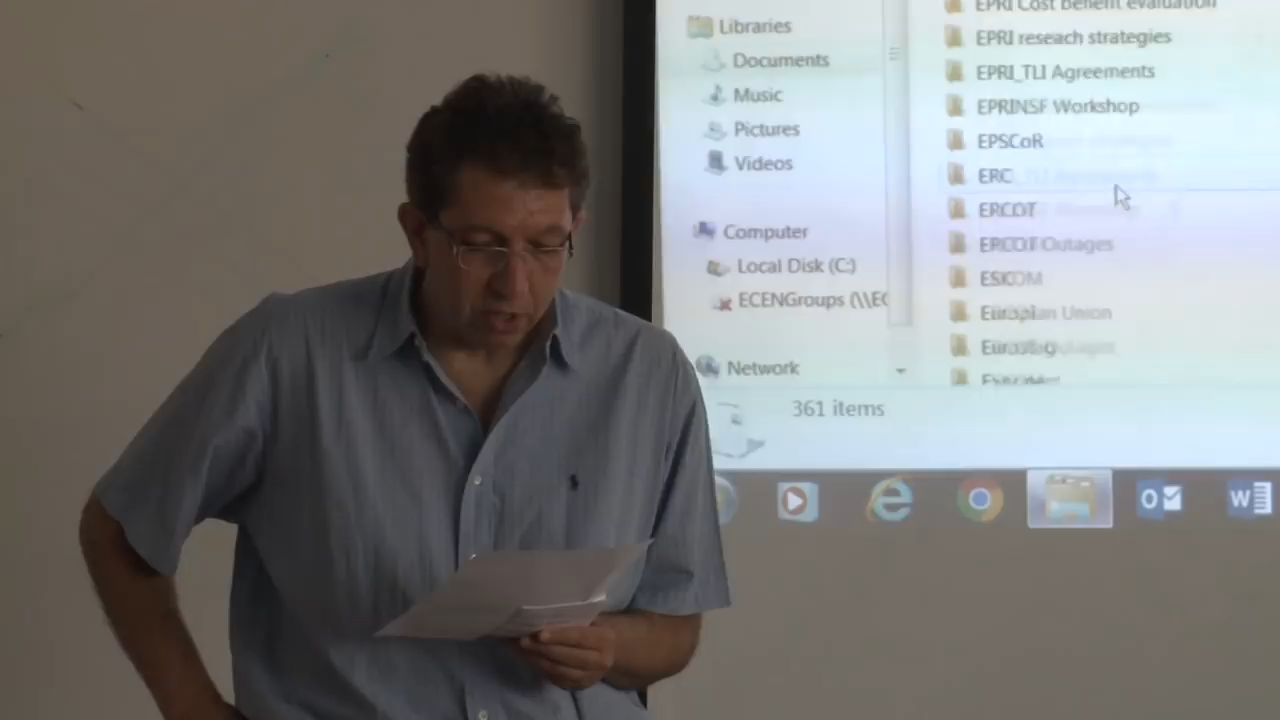 Libraries
Documents
Music
Pictures
Videos
Computer
Local Disk (C:)
ECENGroups (\\EC
Network
EPRI Cost benefit evaluation
EPRI reseach strategies
EPRI_TLI Agreements
EPRINSF Workshop
EPSCoR
ERC
ERCOT
ERCOT Outages
ESKOM
Europian Union
361 items